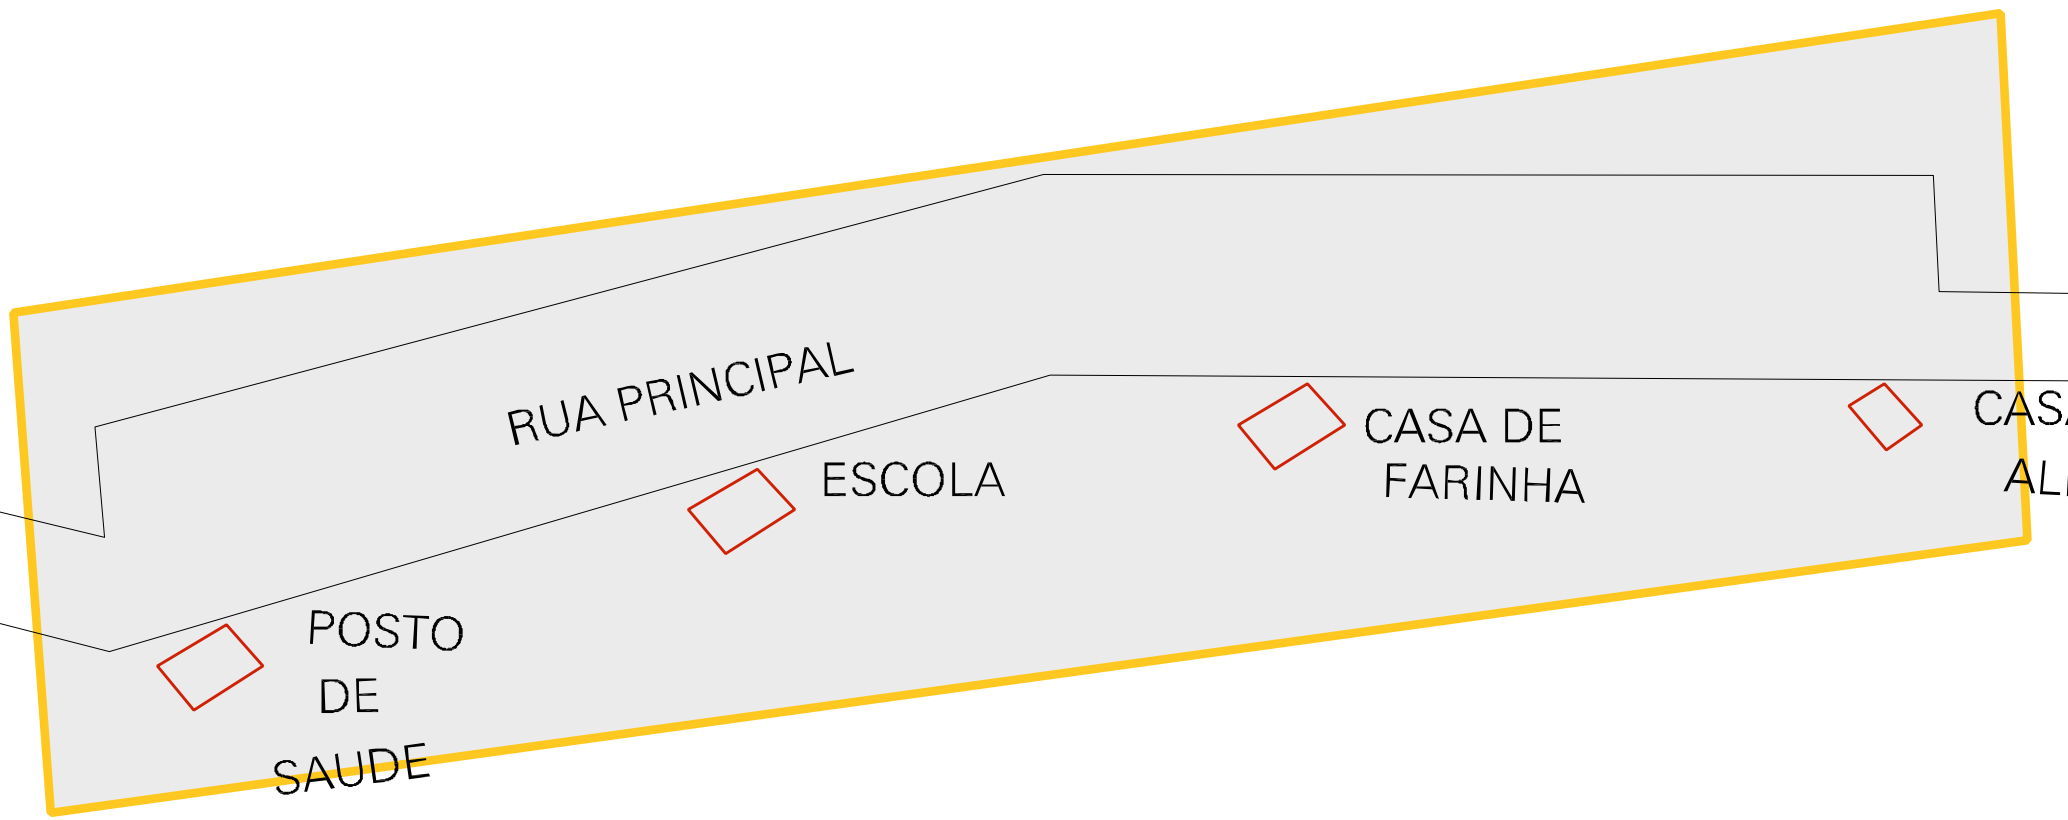 RUA PRINCIPAL
ESCOLA
CASA DE
FARINHA
POSTO
DE
SAUDE